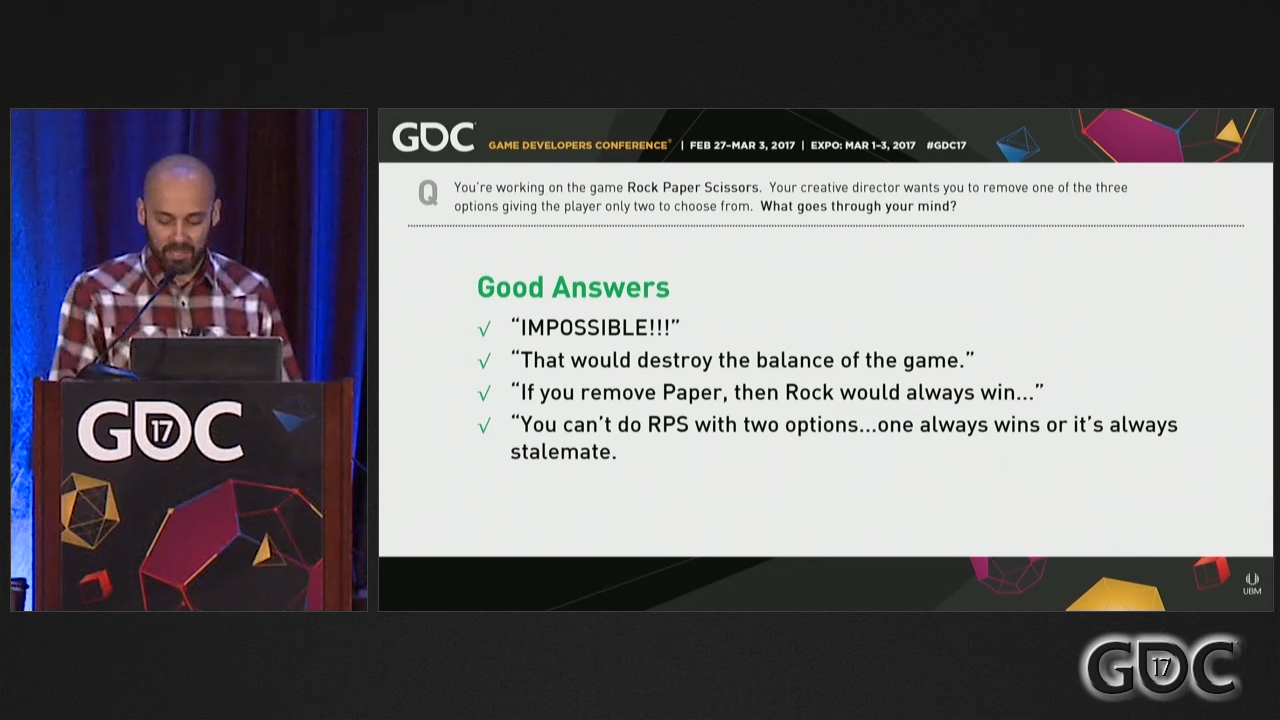 GDC
GAME DEVELOPERS CONFERENCE® | FEB 27–MAR 3, 2017 | EXPO: MAR 1–3, 2017 #GDC17
Q
You're working on the game Rock Paper Scissors. Your creative director wants you to remove one of the three
options giving the player only two to choose from. What goes through your mind?
Good Answers
√ “IMPOSSIBLE!!!”
√ “That would destroy the balance of the game.”
√ “If you remove Paper, then Rock would always win...”
√ “You can't do RPS with two options...one always wins or it's always
stalemate.
UBM
GDC
17
GDC
17